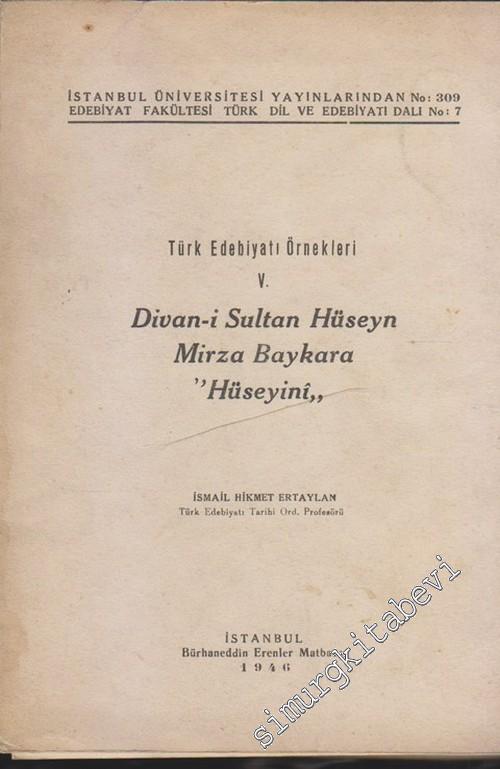 İSTANBUL ÜNİVERSİTESİ YAYINLARINDAN No: 309
EDEBİYAT FAKÜLTESİ TÜRK DİL VE EDEBİYATI DALI No: 7
Türk Edebiyatı Örnekleri
V.
Divan-i Sultan Hüseyn
Mirza Baykara
"Hüseyinî„
İSMAİL HİKMET ERTAYLAN
Türk Edebiyatı Tarihi Ord. Profesörü
İSTANBUL
Bürhaneddin Erenler Matbaası
1946
simurgkitabevi